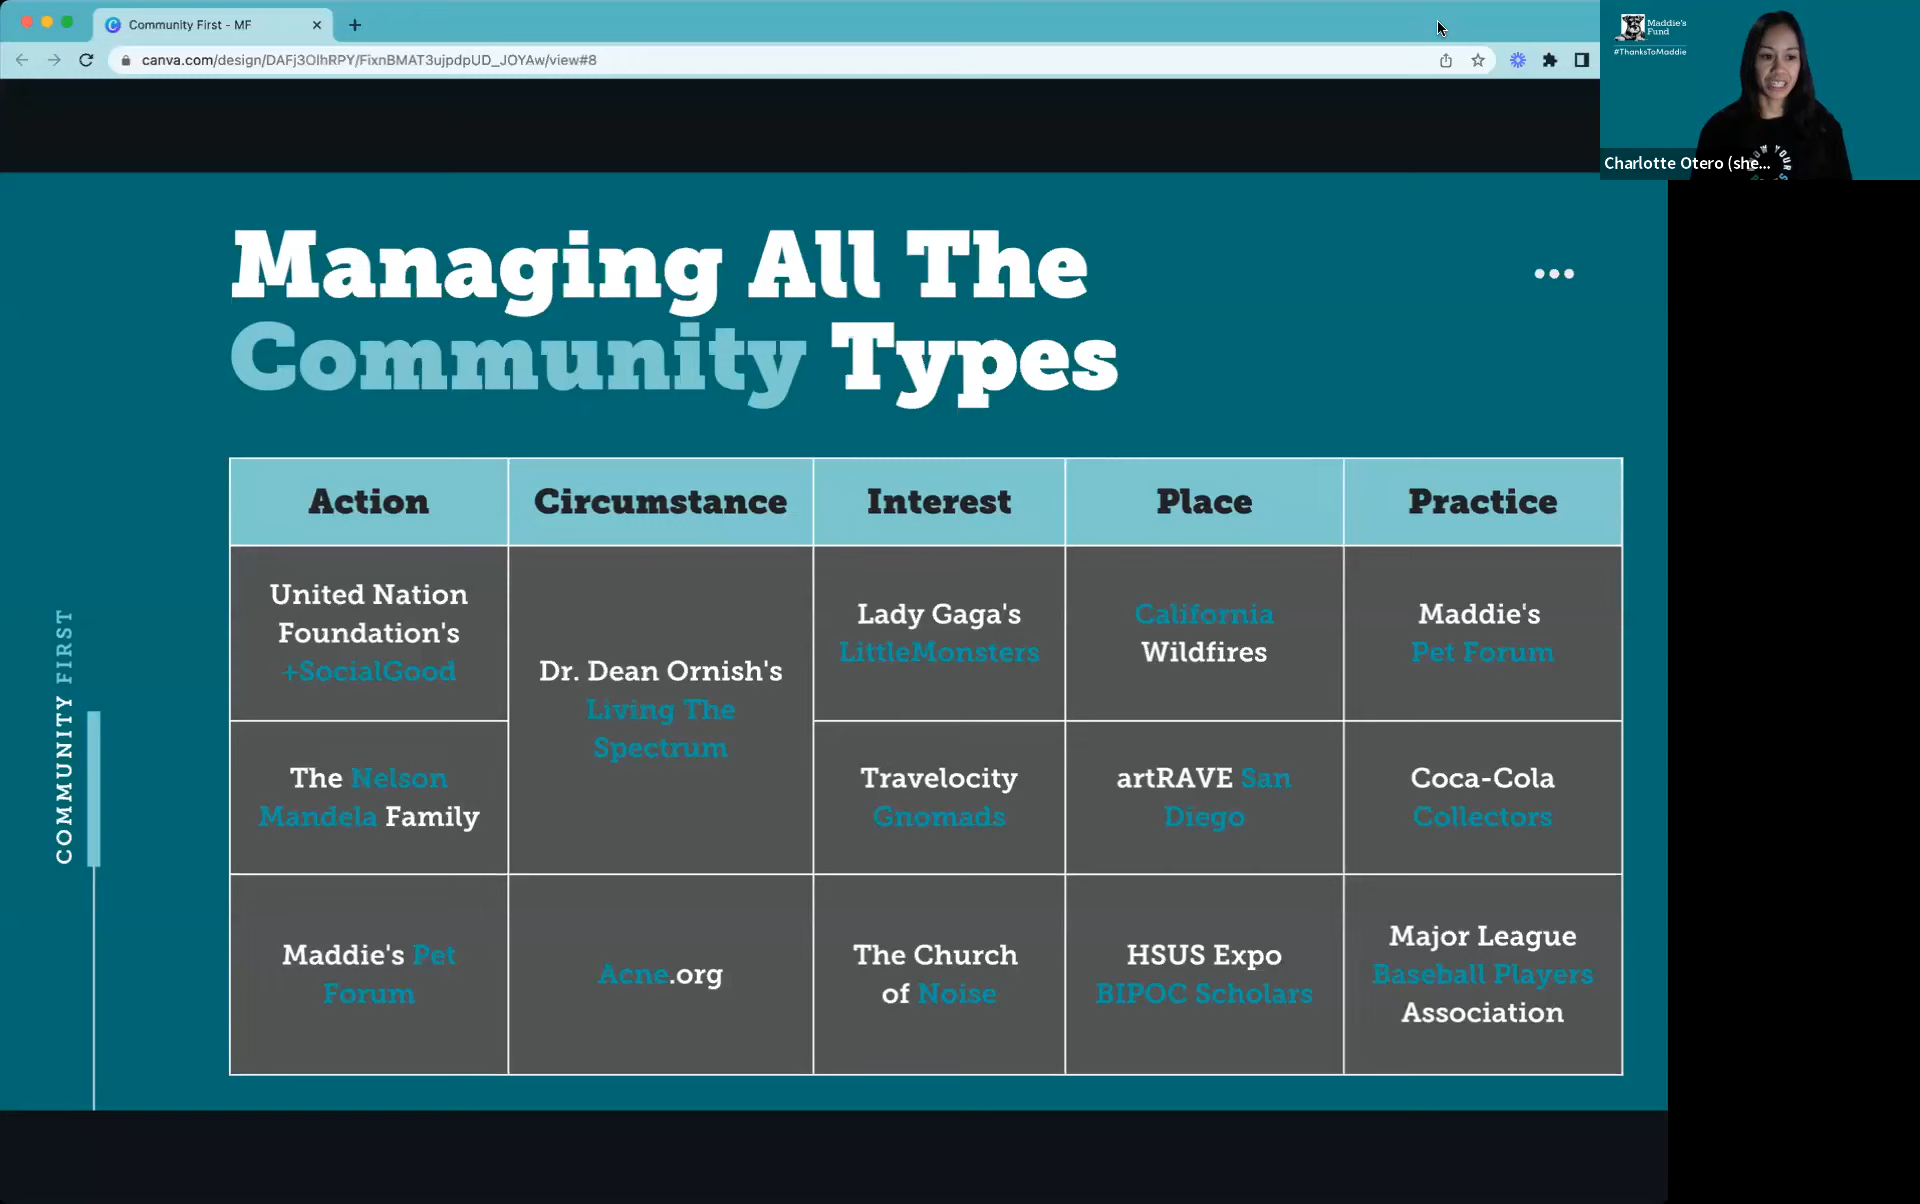 Community First - MF
canva.com/design/DAFj3OlhRPY/FixnBMAT3ujpdpUD_JOYAw/view#8
Maddie's
Fund
#ThanksToMaddie
YOUR
Charlotte Otero (she...
Managing All The
Community Types
COMMUNITY FIRST
Action
Circumstance
Interest
Place
Practice
United Nation
Foundation's
+SocialGood
Dr. Dean Ornish's
Living The
Spectrum
Lady Gaga's
LittleMonsters
California
Wildfires
Maddie's
Pet Forum
The Nelson
Mandela Family
Travelocity
Gnomads
artRAVE San
Diego
Coca-Cola
Collectors
Maddie's Pet
Forum
Acne.org
The Church
of Noise
HSUS Expo
BIPOC Scholars
Major League
Baseball Players
Association